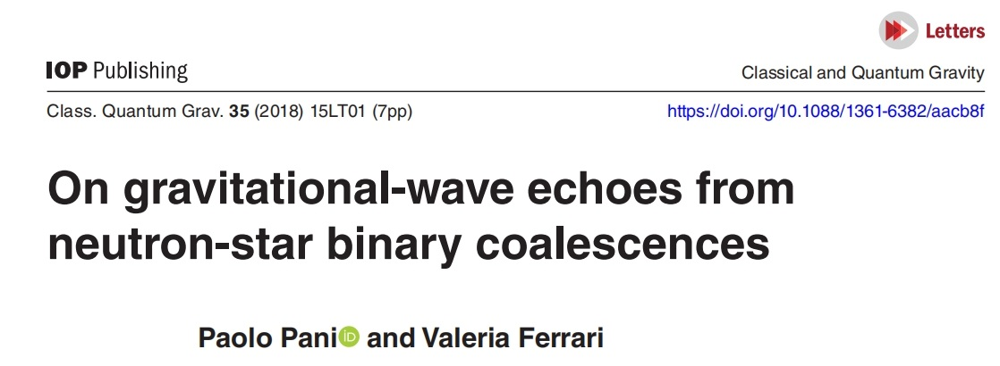 Letters
IOP Publishing
Classical and Quantum Gravity
Class. Quantum Grav. 35 (2018) 15LT01 (7pp)
https://doi.org/10.1088/1361-6382/aacb8f
On gravitational-wave echoes from
neutron-star binary coalescences
Paolo Pani iD and Valeria Ferrari